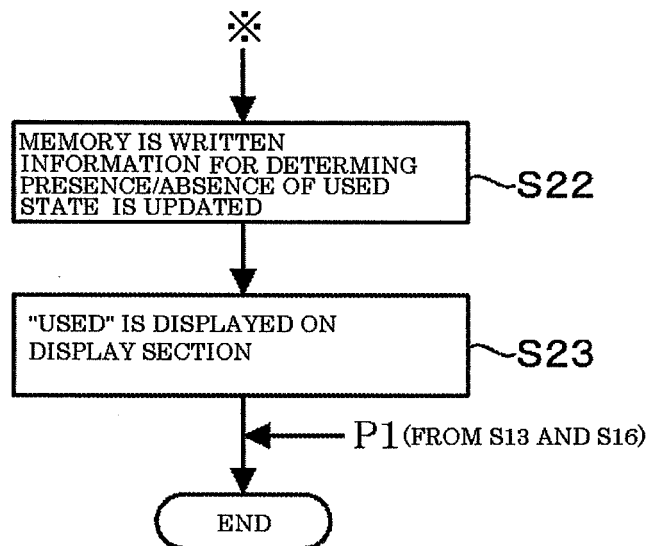 ※
MEMORY IS WRITTEN
INFORMATION FOR DETERMING
PRESENCE/ABSENCE OF USED
STATE IS UPDATED
S22
"USED" IS DISPLAYED ON
DISPLAY SECTION
S23
P1 (FROM S13 AND S16)
END